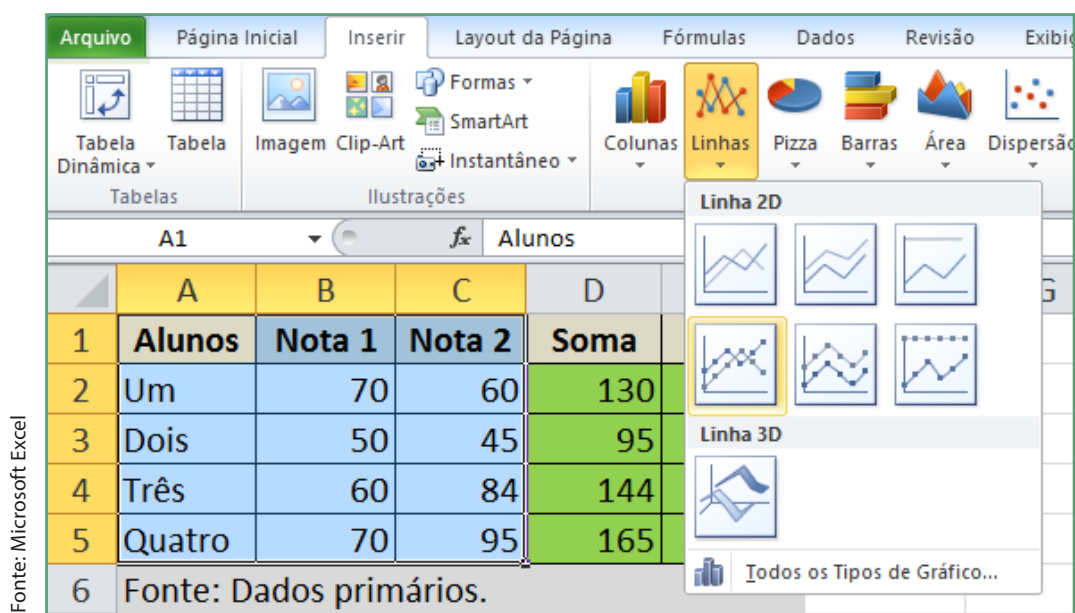 Arquivo Página Inicial Inserir Layout da Página Fórmulas Dados Revisão
Tabela Dinâmica
Tabela
Imagem
Clip-Art
Formas
SmartArt
Instantâneo
Colunas
Linhas
Pizza
Barras
Área
Dispersão
Tabelas
Ilustrações
Linha 2D
Linha 3D
Todos os Tipos de Gráfico...
A1 fx Alunos
A B C D G
1 Alunos Nota 1 Nota 2 Soma
2 Um 70 60 130
3 Dois 50 45 95
4 Três 60 84 144
5 Quatro 70 95 165
6 Fonte: Dados primários.
Fonte: Microsoft Excel